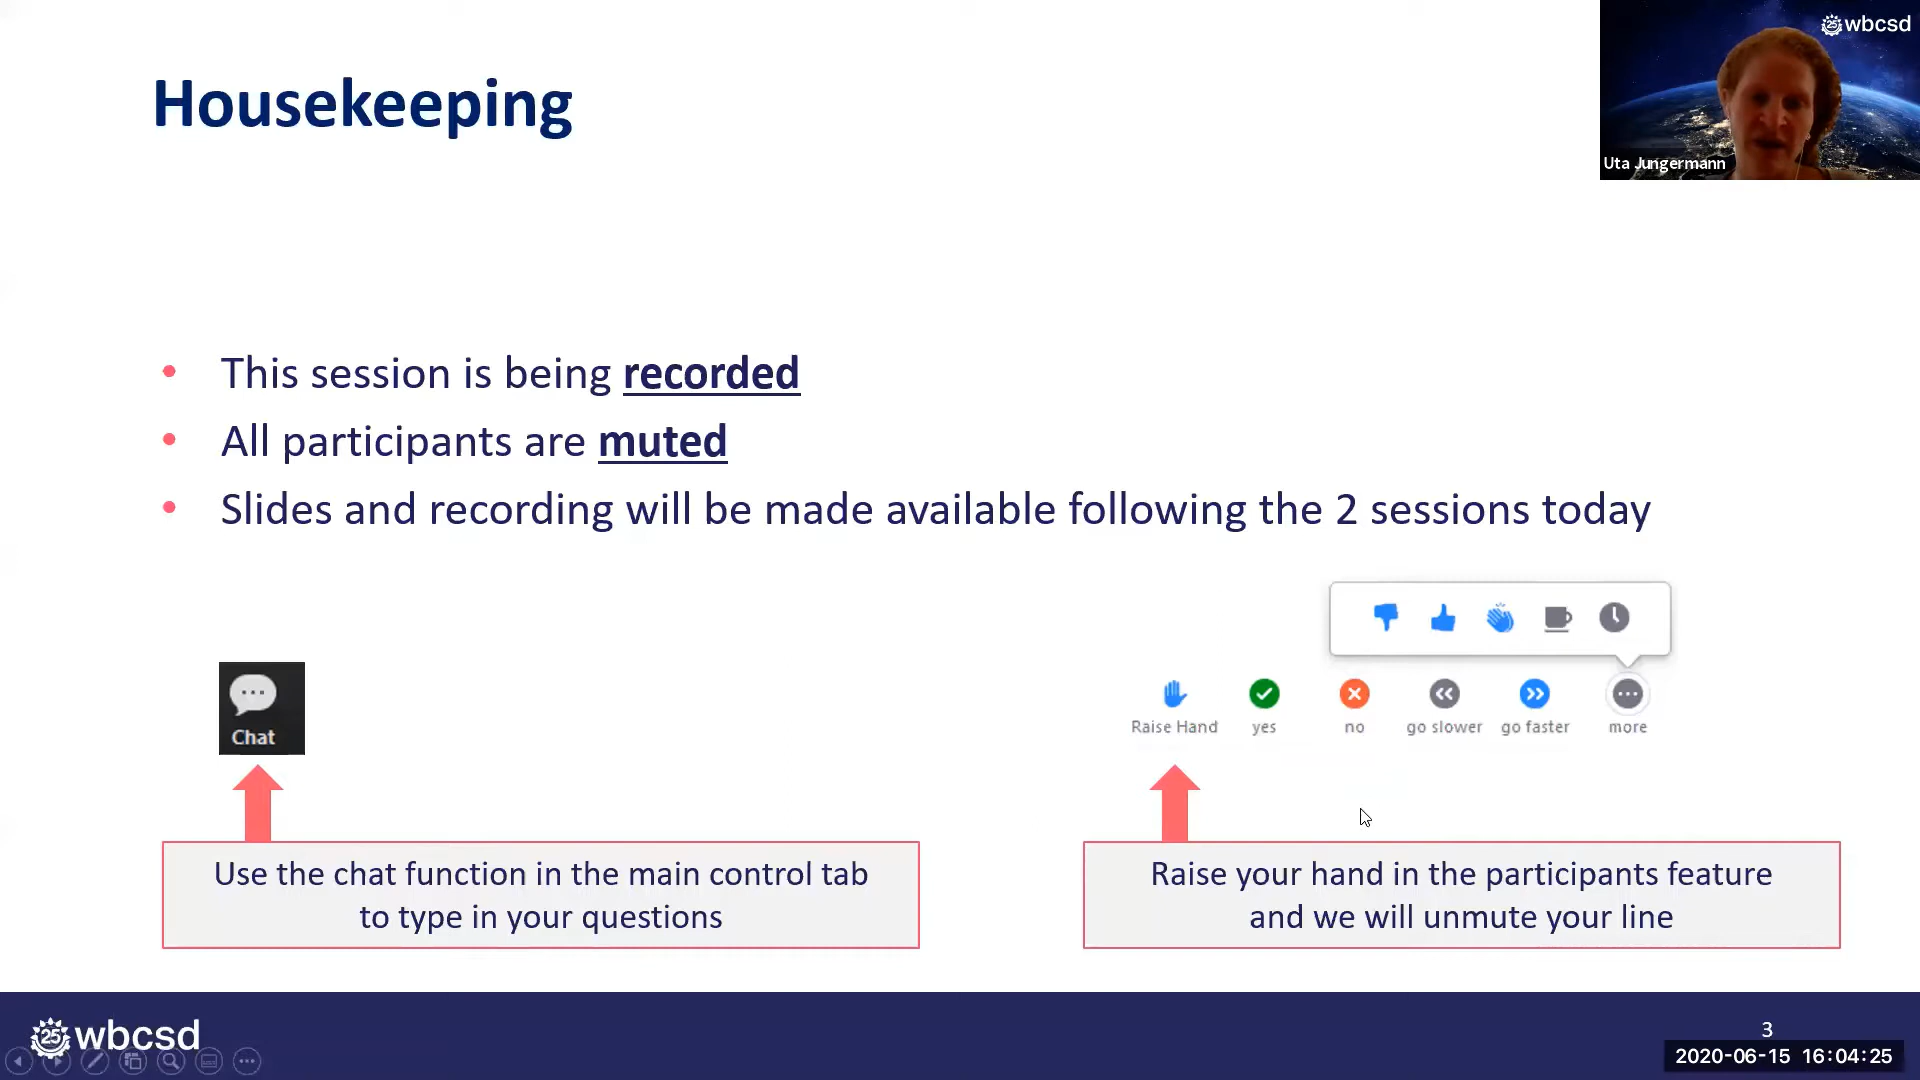 Housekeeping
25 wbcsd
Uta Jungermann
• This session is being recorded
• All participants are muted
• Slides and recording will be made available following the 2 sessions today
Chat
Raise Hand
yes
no
go slower
go faster
more
Use the chat function in the main control tab
to type in your questions
Raise your hand in the participants feature
and we will unmute your line
25 wbcsd
3
2020-06-15 16:04:25